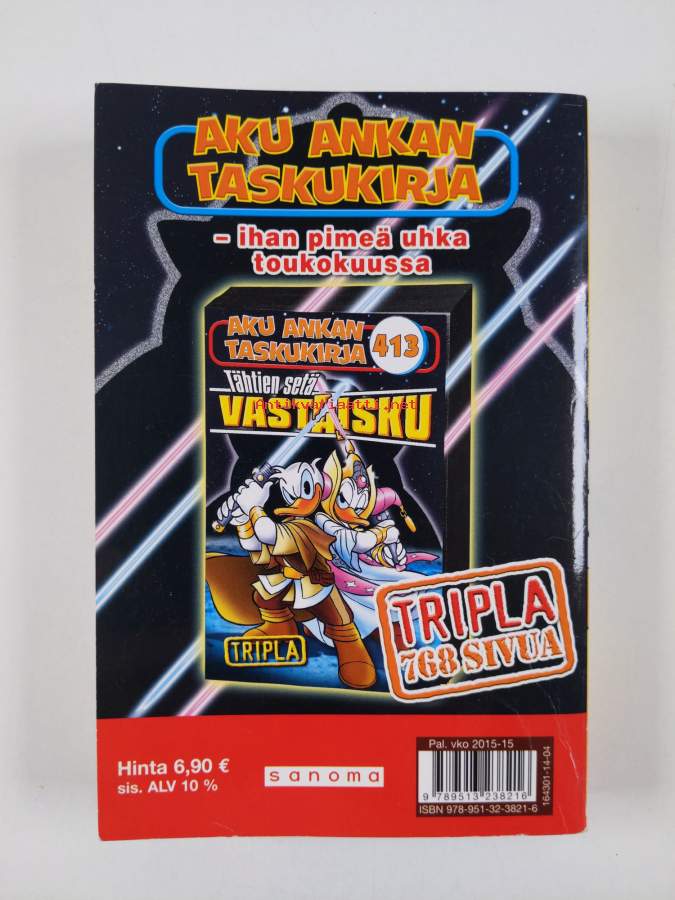 AKU ANKAN
TASKUKIRJA
– ihan pimeä uhka
toukokuussa
AKU ANKAN
TASKUKIRJA
413
Tähtien setä
VASTAISKU
Antikvariaatti.net
TRIPLA
TRIPLA
768 SIVUA
Hinta 6,90 €
sis. ALV 10 %
sanoma
Pal. vko 2015-15
9 789513 238216
ISBN 978-951-32-3821-6
164301-14-04